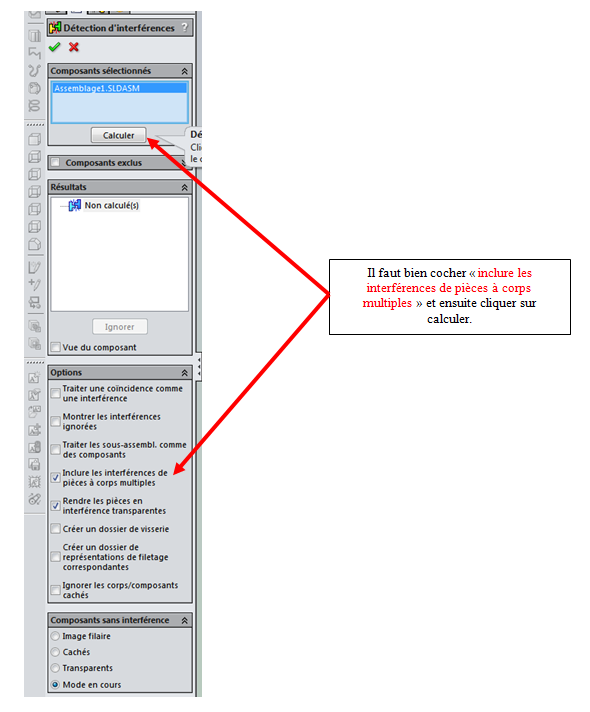 Détection d'interférences ?
Composants sélectionnés
Assemblage1.SLDASM
Calculer
Dé
Clic
le c
Composants exclus
Résultats
Non calculé(s)
Ignorer
Vue du composant
Options
Traiter une coïncidence comme
une interférence
Montrer les interférences
ignorées
Traiter les sous-assembl. comme
des composants
Inclure les interférences de
pièces à corps multiples
Rendre les pièces en
interférence transparentes
Créer un dossier de visserie
Créer un dossier de
représentations de filetage
correspondantes
Ignorer les corps/composants
cachés
Composants sans interférence
Image filaire
Cachés
Transparents
Mode en cours
Il faut bien cocher « inclure les
interférences de pièces à corps
multiples » et ensuite cliquer sur
calculer.